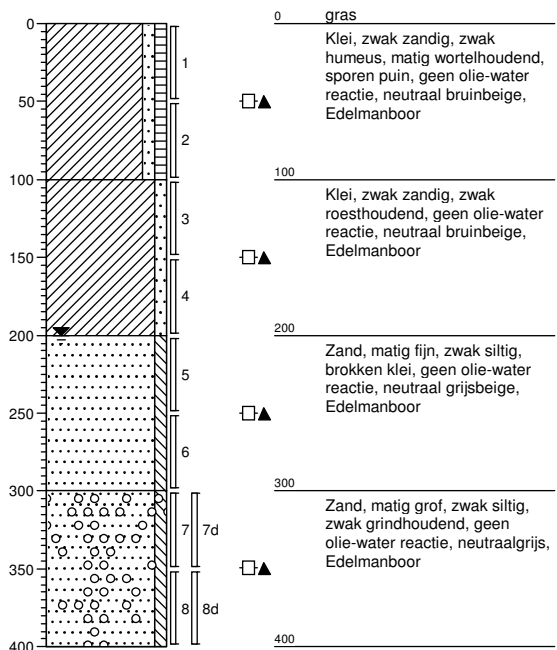 0
50
100
150
200
250
300
350
400
1
2
3
4
5
6
7
7d
8
8d
0
gras
Klei, zwak zandig, zwak
humeus, matig wortelhoudend,
sporen puin, geen olie-water
reactie, neutraal bruinbeige,
Edelmanboor
100
Klei, zwak zandig, zwak
roesthoudend, geen olie-water
reactie, neutraal bruinbeige,
Edelmanboor
200
Zand, matig fijn, zwak siltig,
brokken klei, geen olie-water
reactie, neutraal grijsbeige,
Edelmanboor
300
Zand, matig grof, zwak siltig,
zwak grindhoudend, geen
olie-water reactie, neutraalgrijs,
Edelmanboor
400